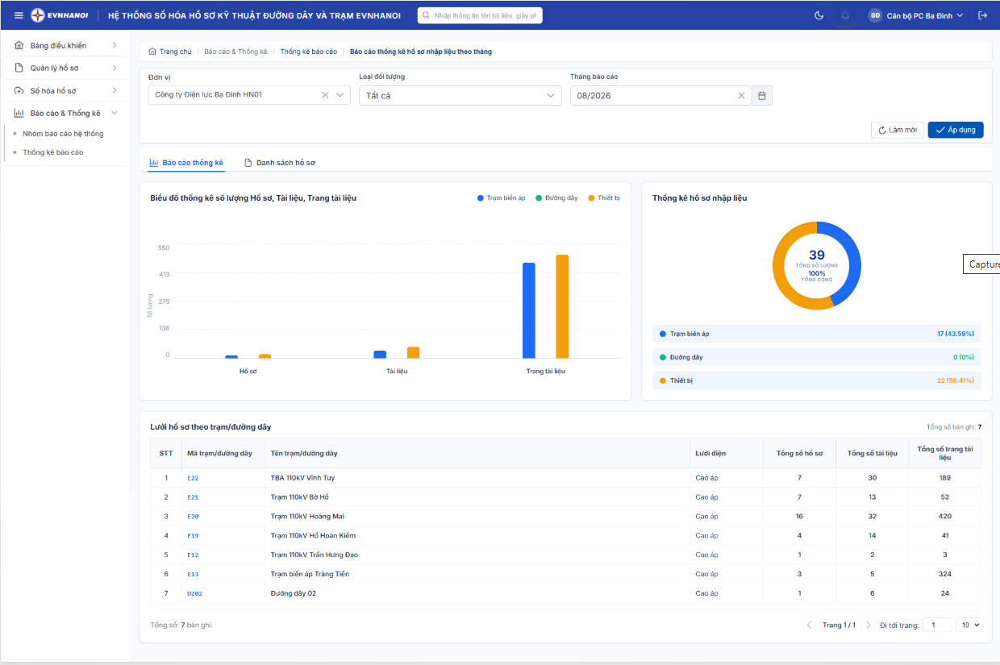 EVNHANOI
HỆ THỐNG SỐ HÓA HỒ SƠ KỸ THUẬT ĐƯỜNG DÂY VÀ TRẠM EVNHANOI
Nhập thông tin tên tài liệu, giấy ph
BĐ
Cán bộ PC Ba Đình
Bảng điều khiển
Quản lý hồ sơ
Số hóa hồ sơ
Báo cáo & Thống kê
Nhóm báo cáo hệ thống
Thống kê báo cáo
Trang chủ / Báo cáo & Thống kê / Thống kê báo cáo / Báo cáo thống kê hồ sơ nhập liệu theo tháng
Đơn vị
Loại đối tượng
Tháng báo cáo
Công ty Điện lực Ba Đình HN01
Tất cả
08/2026
Làm mới
Áp dụng
Báo cáo thống kê
Danh sách hồ sơ
Biểu đồ thống kê số lượng Hồ sơ, Tài liệu, Trang tài liệu
Trạm biến áp
Đường dây
Thiết bị
Số lượng
550
413
275
138
0
Hồ sơ
Tài liệu
Trang tài liệu
Thống kê hồ sơ nhập liệu
39
TỔNG SỐ LƯỢNG
100%
TỔNG CỘNG
Trạm biến áp 17 (43.59%)
Đường dây 0 (0%)
Thiết bị 22 (56.41%)
Capture
Lưới hồ sơ theo trạm/đường dây
Tổng số bản ghi: 7
STT Mã trạm/đường dây Tên trạm/đường dây Lưới điện Tổng số hồ sơ Tổng số tài liệu Tổng số trang tài
liệu
1 E22 TBA 110kV Vĩnh Tuy Cao áp 7 30 189
2 E21 Trạm 110kV Bờ Hồ Cao áp 7 13 52
3 E20 Trạm 110kV Hoàng Mai Cao áp 16 32 420
4 E19 Trạm 110kV Hồ Hoàn Kiếm Cao áp 4 14 41
5 E12 Trạm 110kV Trần Hưng Đạo Cao áp 1 2 3
6 E13 Trạm biến áp Tràng Tiền Cao áp 3 5 324
7 DZ02 Đường dây 02 Cao áp 1 6 24
Tổng số: 7 bản ghi.
Trang 1 / 1
Đi tới trang: 1
10